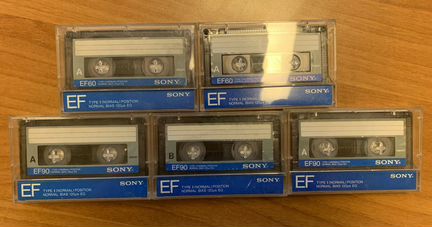 A
EF60
SONY
EF TYPE I (NORMAL) POSITION SONY
NORMAL BIAS 120μs EQ
A
EF60
SONY
EF TYPE I (NORMAL) POSITION SONY
NORMAL BIAS 120μs EQ
A
EF90
SONY
EF TYPE I (NORMAL) POSITION SONY
NORMAL BIAS 120μs EQ
B
EF90
SONY
EF TYPE I (NORMAL) POSITION SONY
NORMAL BIAS 120μs EQ
A
EF90
SONY
EF TYPE I (NORMAL) POSITION SONY
NORMAL BIAS 120μs EQ